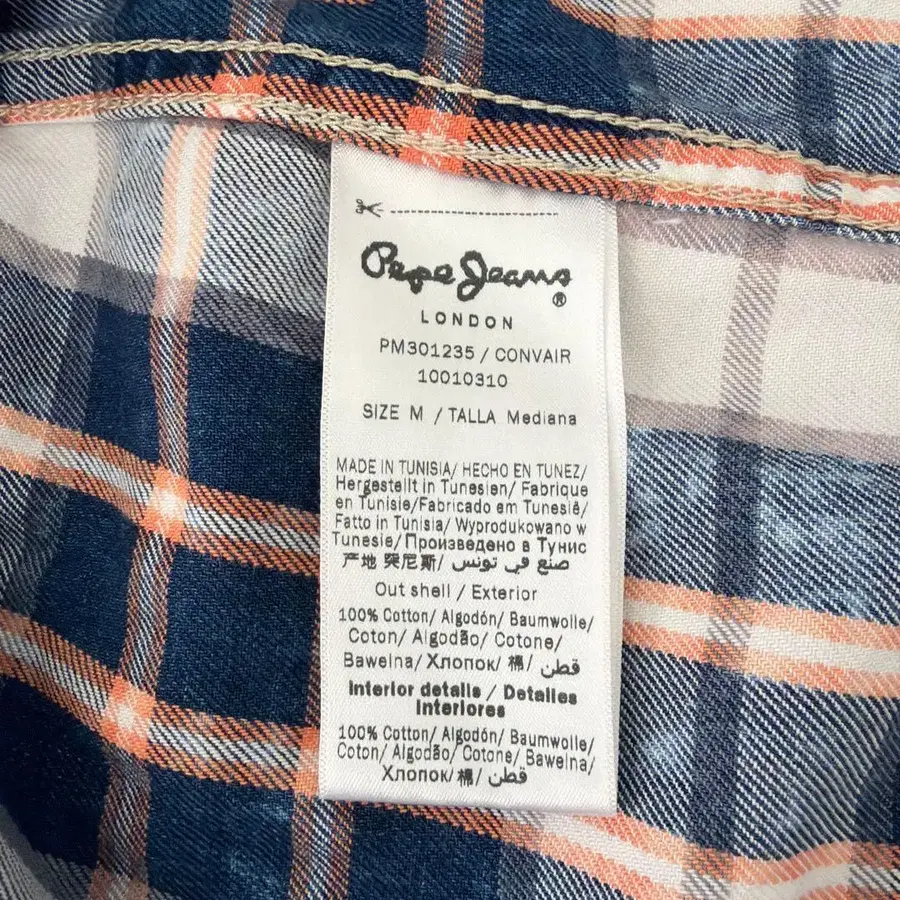 Pepe Jeans®
LONDON
PM301235 / CONVAIR
10010310
SIZE M / TALLA Mediana
MADE IN TUNISIA/ HECHO EN TUNEZ/
Hergestellt in Tunesien/ Fabrique
en Tunisie/Fabricado em Tunesië/
Fatto in Tunisia/ Wyprodukowano w
Tunesie/Произведено в Тунис
产地 突尼斯/ صنع في تونس
Out shell / Exterior
100% Cotton/ Algodón/ Baumwolle/
Coton/ Algodão/ Cotone/
Bawelna/ Хлопок/ 棉/ قطن
Interior details / Detalles
Interiores
100% Cotton/ Algodón/ Baumwolle/
Coton/ Algodão/ Cotone/ Bawelna/
Хлопок/ 棉/ قطن